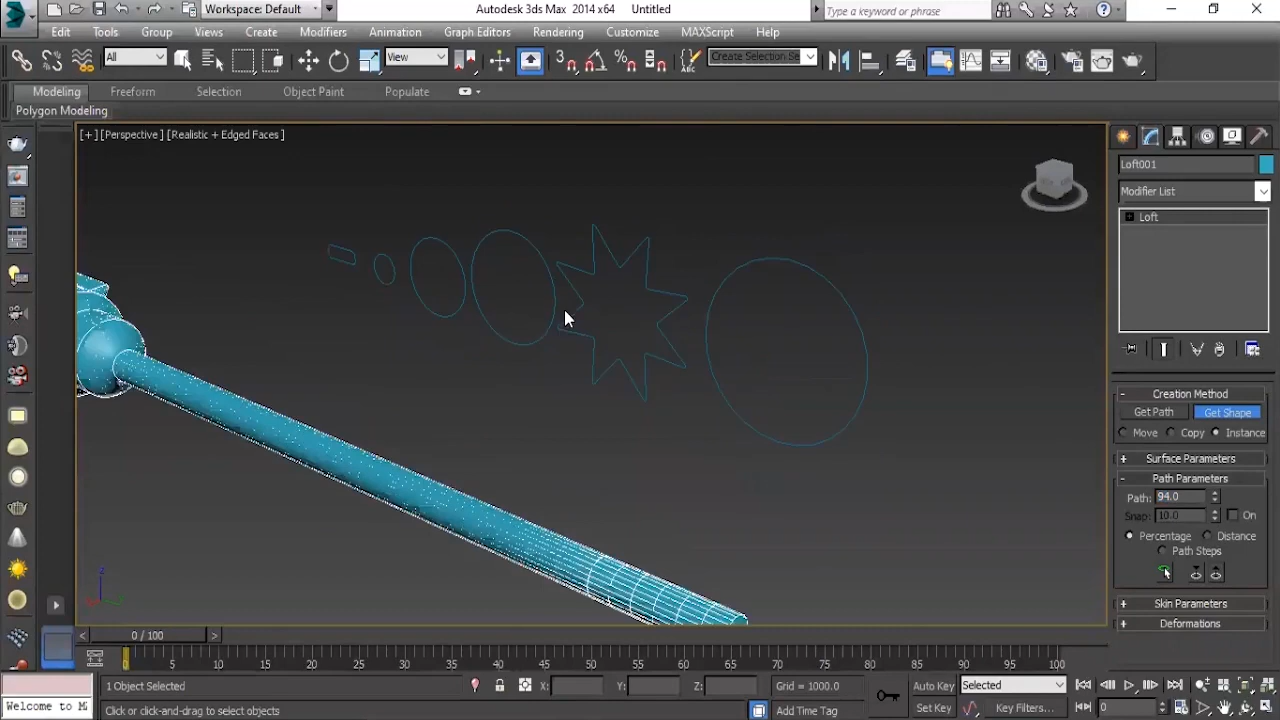 Workspace: Default
Autodesk 3ds Max 2014 x64
Untitled
Type a keyword or phrase
Edit
Tools
Group
Views
Create
Modifiers
Animation
Graph Editors
Rendering
Customize
MAXScript
Help
All
View
3
Create Selection Se
Modeling
Freeform
Selection
Object Paint
Populate
Polygon Modeling
[+] [Perspective] [Realistic + Edged Faces]
Loft001
Modifier List
Loft
Creation Method
Get Path
Get Shape
Move
Copy
Instance
Surface Parameters
Path Parameters
Path: 94.0
Snap: 10.0
On
Percentage
Distance
Path Steps
Skin Parameters
Deformations
z
0 / 100
0 5 10 15 20 25 30 35 40 45 50 55 60 65 70 75 80 85 90 95 100
1 Object Selected
X:
Y:
Z:
Grid = 1000.0
Auto Key
Selected
Welcome to M
Click or click-and-drag to select objects
Add Time Tag
Set Key
Key Filters...
0